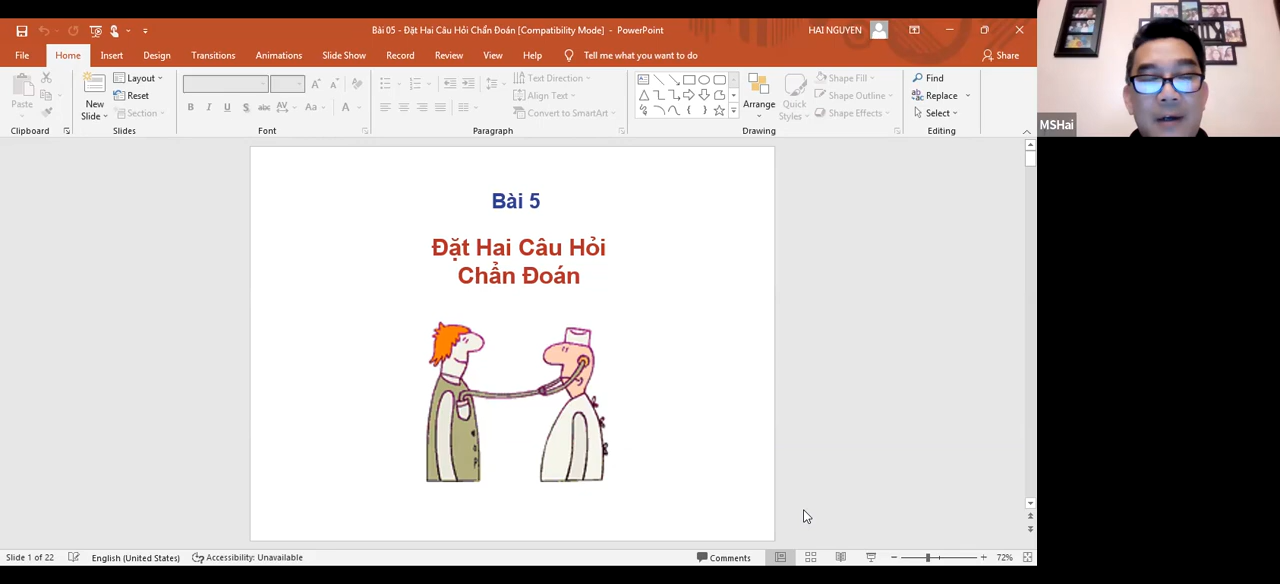 Bài 05 - Đặt Hai Câu Hỏi Chẩn Đoán [Compatibility Mode] - PowerPoint
HAI NGUYEN
File Home Insert Design Transitions Animations Slide Show Record Review View Help Tell me what you want to do Share
Paste
New Slide
Layout
Reset
Section
Text Direction
Align Text
Convert to SmartArt
Arrange
Quick Styles
Shape Fill
Shape Outline
Shape Effects
Find
Replace
Select
Clipboard Slides Font Paragraph Drawing Editing
MSHai
Bài 5
Đặt Hai Câu Hỏi
Chẩn Đoán
Slide 1 of 22 English (United States) Accessibility: Unavailable Comments 72%